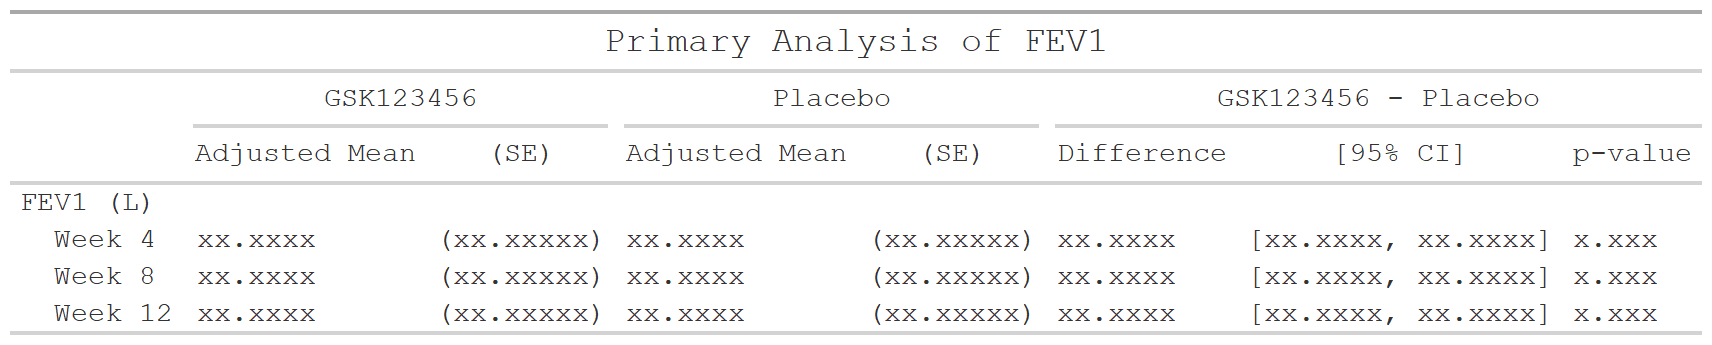 Primary Analysis of FEV1
GSK123456 Placebo GSK123456 - Placebo
Adjusted Mean (SE) Adjusted Mean (SE) Difference [95% CI] p-value
FEV1 (L)
Week 4 xx.xxxx (xx.xxxxx) xx.xxxx (xx.xxxxx) xx.xxxx [xx.xxxx, xx.xxxx] x.xxx
Week 8 xx.xxxx (xx.xxxxx) xx.xxxx (xx.xxxxx) xx.xxxx [xx.xxxx, xx.xxxx] x.xxx
Week 12 xx.xxxx (xx.xxxxx) xx.xxxx (xx.xxxxx) xx.xxxx [xx.xxxx, xx.xxxx] x.xxx